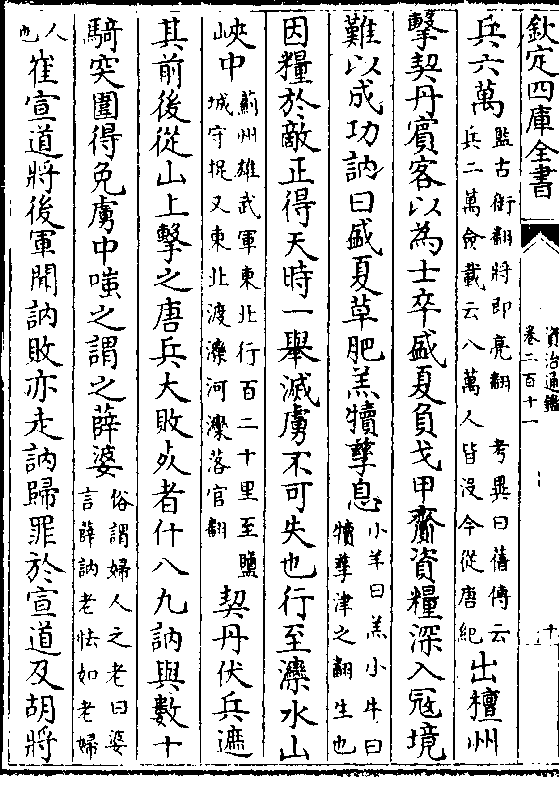 欽定四庫全書
資治通鑑
卷二百十一
十
兵六萬
監古銜翻將即亮翻 考異曰舊傳云
兵二萬僉載云八萬人皆沒今從唐紀
出檀州
擊契丹賓客以為士卒盛夏負戈甲齎資糧深入寇境
難以成功訥曰盛夏草肥羔犢孳息
小羊曰羔小牛曰
犢孳津之翻生也
因糧於敵正得天時一舉滅虜不可失也行至灤水山
峽中
薊州雄武軍東北行百二十里至鹽
城守捉又東北渡灤河灤落官翻
契丹伏兵遮
其前後從山上擊之唐兵大敗死者什八九訥與數十
騎突圍得免虜中嗤之謂之薛婆
俗謂婦人之老曰婆
言薛訥老怯如老婦
人
也
崔宣道將後軍聞訥敗亦走訥歸罪於宣道及胡將